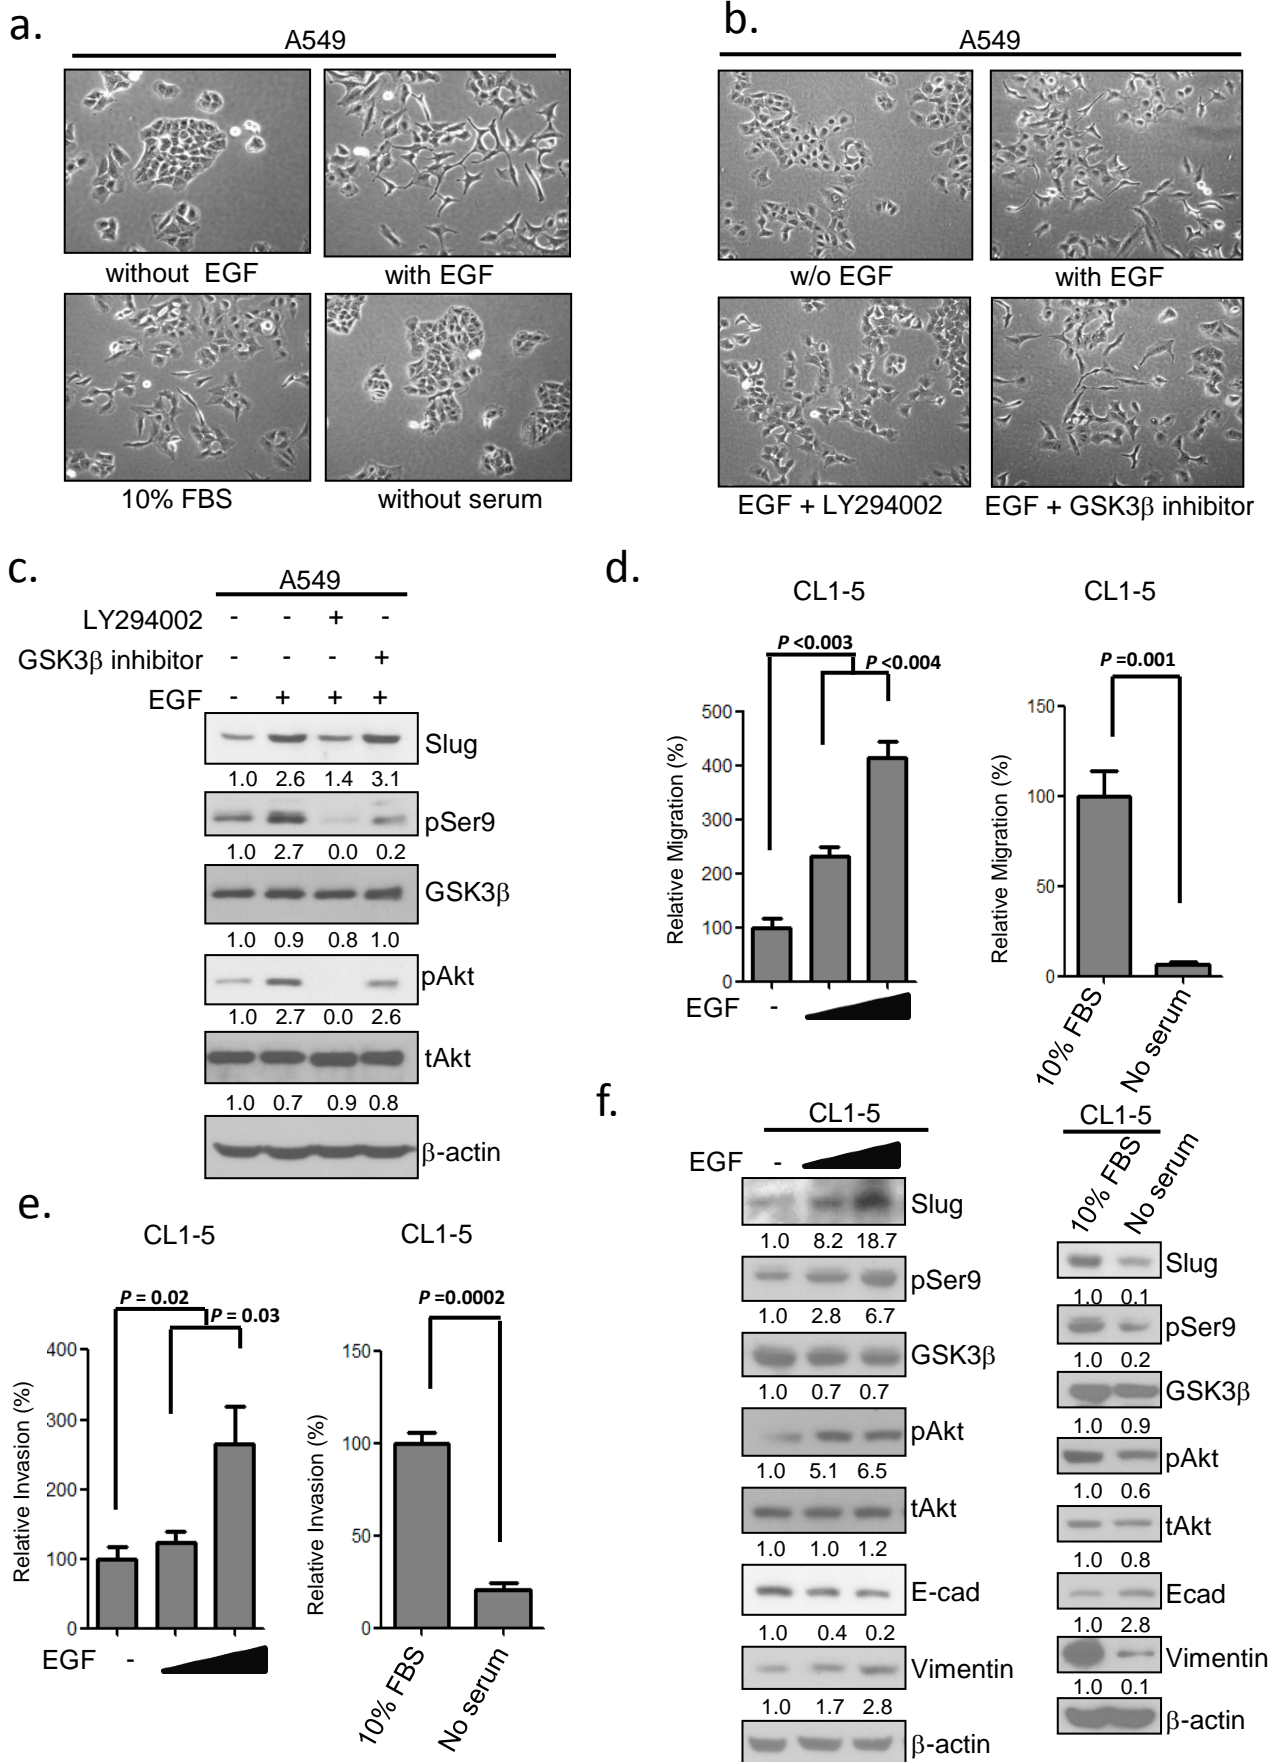 a.
A549
without EGF
with EGF
10% FBS
without serum
b.
A549
w/o EGF
with EGF
EGF + LY294002
EGF + GSK3β inhibitor
c.
A549
LY294002 - - + -
GSK3β inhibitor - - - +
EGF - + + +
Slug
1.0 2.6 1.4 3.1
pSer9
1.0 2.7 0.0 0.2
GSK3β
1.0 0.9 0.8 1.0
pAkt
1.0 2.7 0.0 2.6
tAkt
1.0 0.7 0.9 0.8
β-actin
d.
CL1-5
P <0.003
P <0.004
Relative Migration (%)
500
400
300
200
100
0
EGF -
CL1-5
P =0.001
Relative Migration (%)
150
100
50
0
10% FBS
No serum
e.
CL1-5
P = 0.02
P = 0.03
Relative Invasion (%)
400
300
200
100
0
EGF -
CL1-5
P =0.0002
Relative Invasion (%)
150
100
50
0
10% FBS
No serum
f.
CL1-5
EGF -
Slug
1.0 8.2 18.7
pSer9
1.0 2.8 6.7
GSK3β
1.0 0.7 0.7
pAkt
1.0 5.1 6.5
tAkt
1.0 1.0 1.2
E-cad
1.0 0.4 0.2
Vimentin
1.0 1.7 2.8
β-actin
CL1-5
10% FBS
No serum
Slug
1.0 0.1
pSer9
1.0 0.2
GSK3β
1.0 0.9
pAkt
1.0 0.6
tAkt
1.0 0.8
Ecad
1.0 2.8
Vimentin
1.0 0.1
β-actin